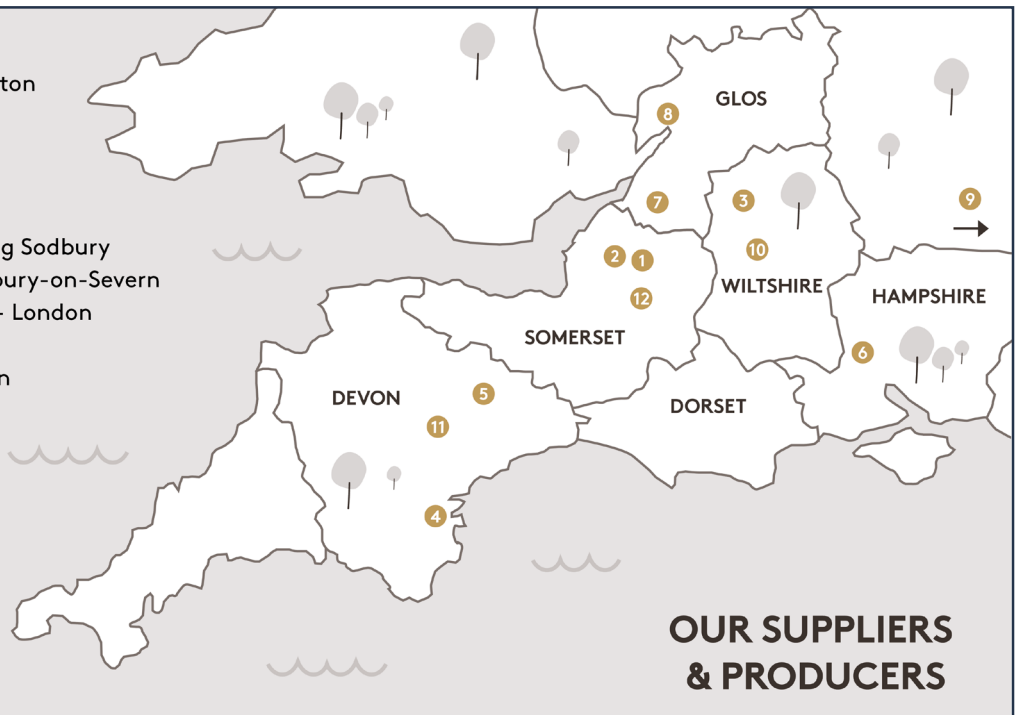 ton
g Sodbury
bury-on-Severn
- London
n
GLOS
8
7
3
9
10
2
1
12
WILTSHIRE
HAMPSHIRE
SOMERSET
6
5
DEVON
DORSET
11
4
OUR SUPPLIERS
& PRODUCERS